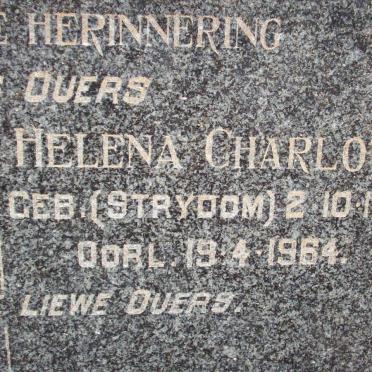 HERINNERING
OUERS
HELENA CHARLO
GEB. (STRYDOM) 2·10·1
OORL. 19·4·1964.
LIEWE OUERS.